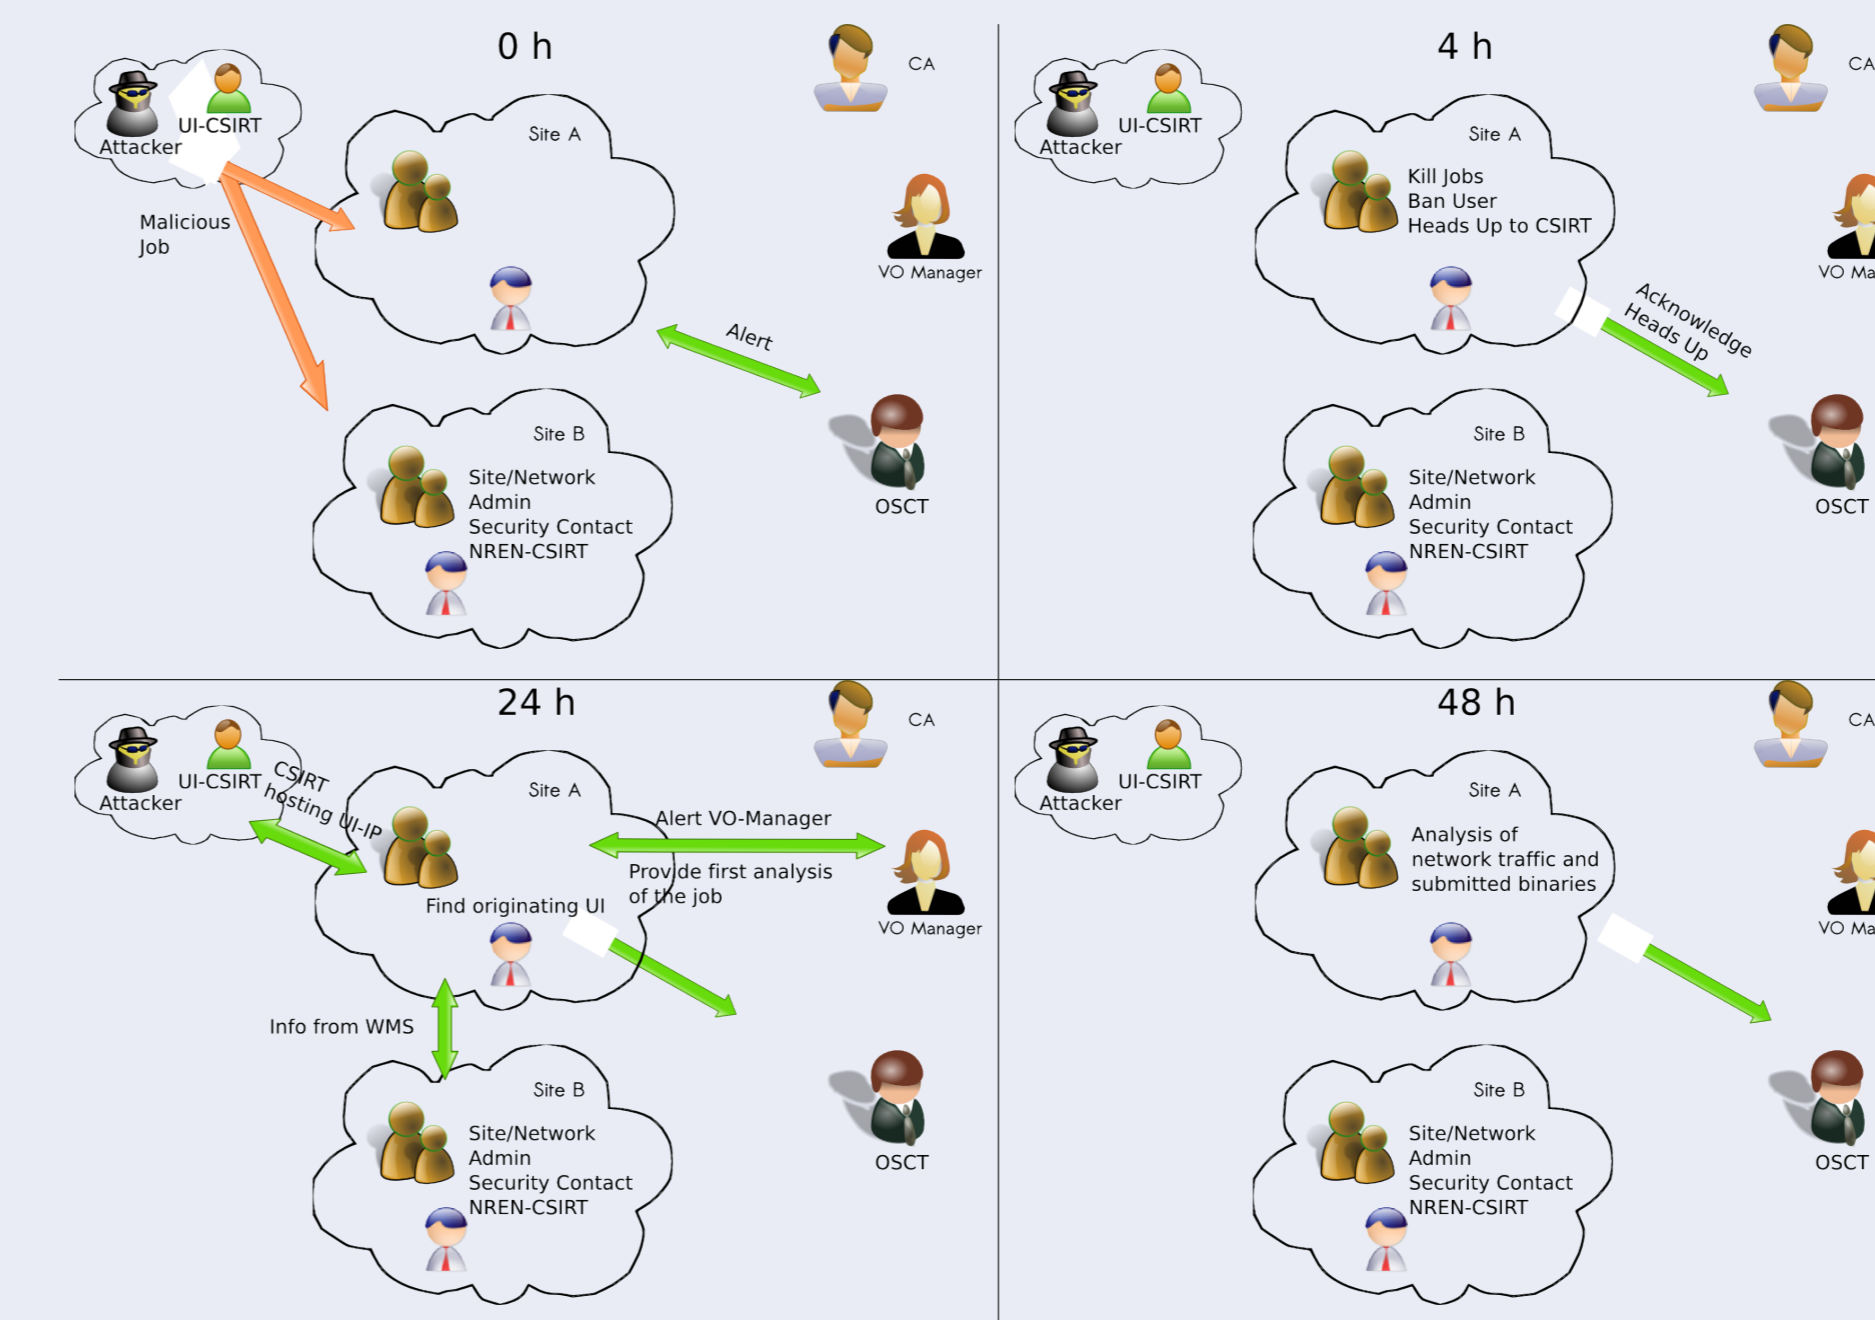 0 h
CA
Attacker
UI-CSIRT
Site A
Malicious
Job
VO Manager
Alert
Site B
Site/Network
Admin
Security Contact
NREN-CSIRT
OSCT
4 h
CA
Attacker
UI-CSIRT
Site A
Kill Jobs
Ban User
Heads Up to CSIRT
VO Ma
Acknowledge
Heads Up
Site B
Site/Network
Admin
Security Contact
NREN-CSIRT
OSCT
24 h
CA
Attacker
UI-CSIRT
CSIRT
hosting UI-IP
Site A
Alert VO-Manager
Provide first analysis
of the job
Find originating UI
VO Manager
Info from WMS
Site B
Site/Network
Admin
Security Contact
NREN-CSIRT
OSCT
48 h
CA
Attacker
UI-CSIRT
Site A
Analysis of
network traffic and
submitted binaries
VO Ma
Site B
Site/Network
Admin
Security Contact
NREN-CSIRT
OSCT